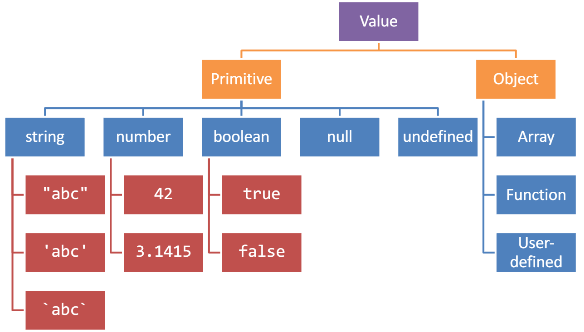 Value
Primitive
Object
string
number
boolean
null
undefined
Array
"abc"
42
true
Function
'abc'
3.1415
false
User-
defined
`abc`